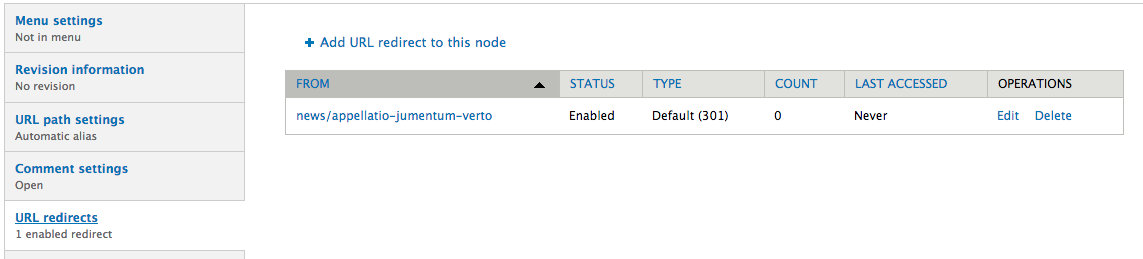 Menu settings
Not in menu
Revision information
No revision
URL path settings
Automatic alias
Comment settings
Open
URL redirects
1 enabled redirect
+ Add URL redirect to this node
FROM STATUS TYPE COUNT LAST ACCESSED OPERATIONS
news/appellatio-jumentum-verto Enabled Default (301) 0 Never Edit Delete